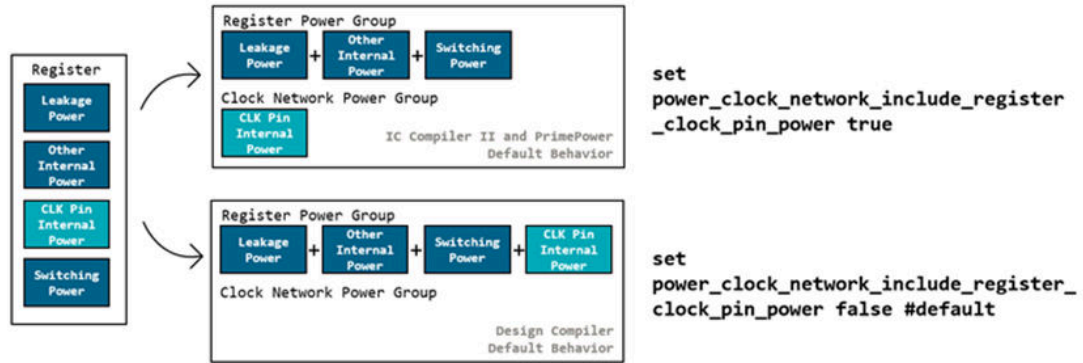 Register
Leakage
Power
Other
Internal
Power
CLK Pin
Internal
Power
Switching
Power
Register Power Group
Leakage
Power
+
Other
Internal
Power
+
Switching
Power
Clock Network Power Group
CLK Pin
Internal
Power
IC Compiler II and PrimePower
Default Behavior
set
power_clock_network_include_register
_clock_pin_power true
Register Power Group
Leakage
Power
+
Other
Internal
Power
+
Switching
Power
+
CLK Pin
Internal
Power
Clock Network Power Group
Design Compiler
Default Behavior
set
power_clock_network_include_register_
clock_pin_power false #default